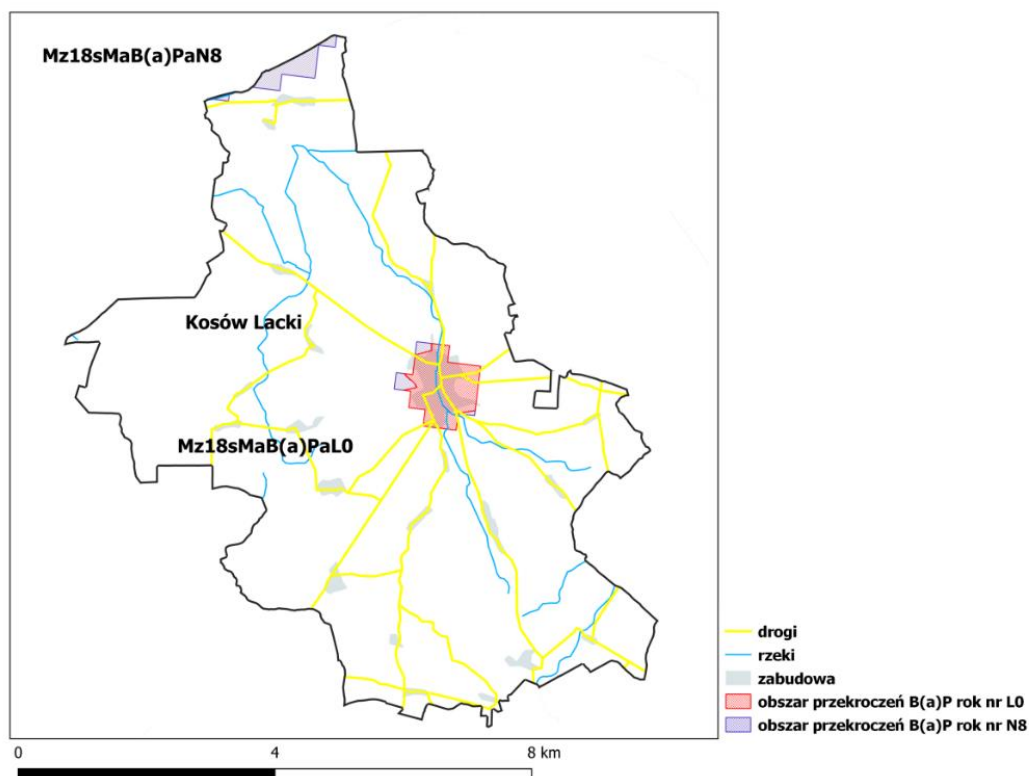 Mz18sMaB(a)PaN8
Kosów Lacki
Mz18sMaB(a)PaL0
drogi
rzeki
zabudowa
obszar przekroczeń B(a)P rok nr L0
obszar przekroczeń B(a)P rok nr N8
0 4 8 km